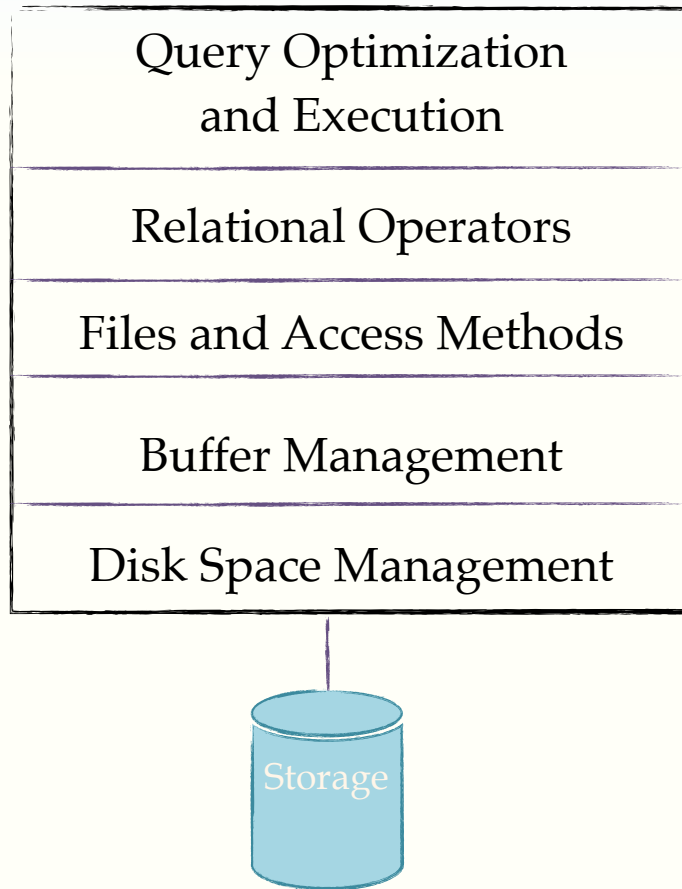 Query Optimization
and Execution
Relational Operators
Files and Access Methods
Buffer Management
Disk Space Management
Storage